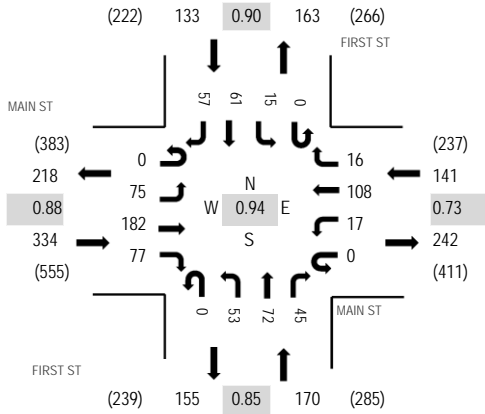 (222) 133 0.90 163 (266)
FIRST ST
57 61 15 0
MAIN ST
(383)
218
0.88
334
(555)
0
75
182
77
N
W 0.94 E
S
16
108
17
0
(237)
141
0.73
242
(411)
0 53 72 45
MAIN ST
FIRST ST
(239) 155 0.85 170 (285)